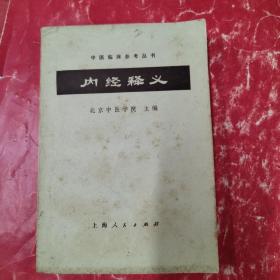 中医临床参考丛书
内经释义
北京中医学院 主编
上海人民出版社